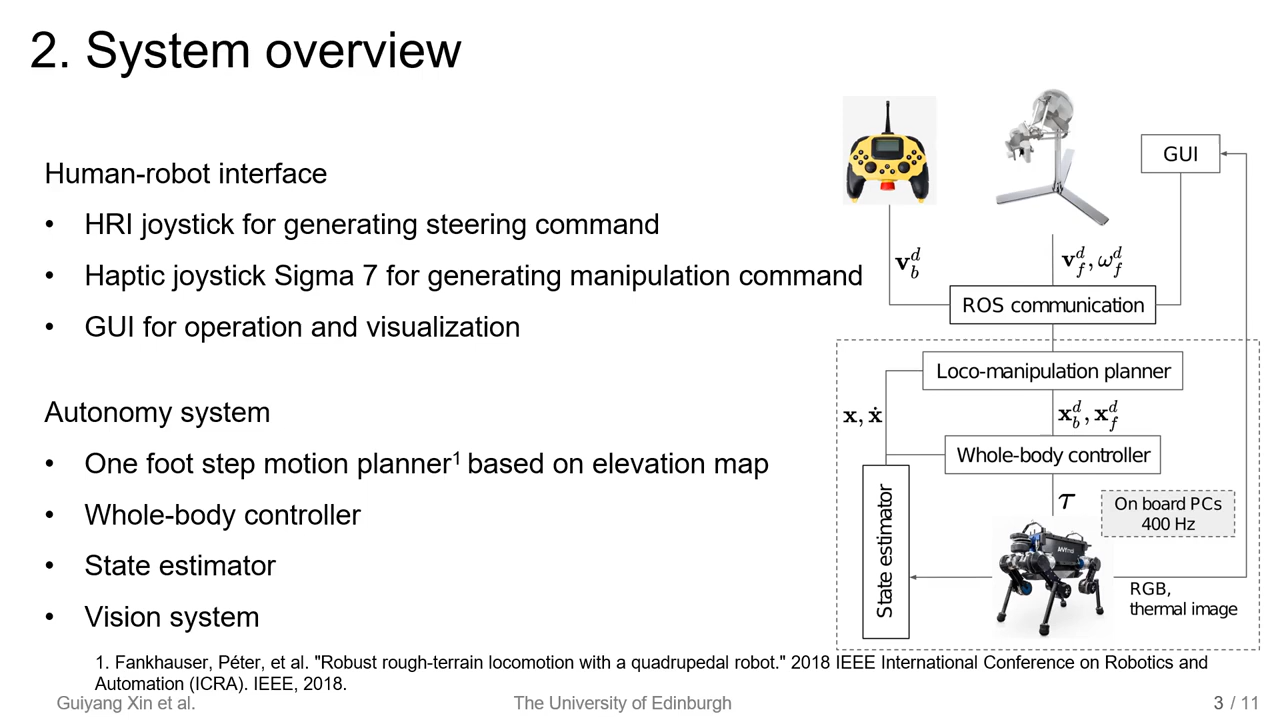 2. System overview
Human-robot interface
• HRI joystick for generating steering command
• Haptic joystick Sigma 7 for generating manipulation command
• GUI for operation and visualization
Autonomy system
• One foot step motion planner¹ based on elevation map
• Whole-body controller
• State estimator
• Vision system
GUI
v_b^d
v_f^d, ω_f^d
ROS communication
Loco-manipulation planner
x, ẋ
x_b^d, x_f^d
Whole-body controller
τ
On board PCs
400 Hz
State estimator
RGB,
thermal image
1. Fankhauser, Péter, et al. "Robust rough-terrain locomotion with a quadrupedal robot." 2018 IEEE International Conference on Robotics and
Automation (ICRA). IEEE, 2018.
Guiyang Xin et al.
The University of Edinburgh
3 / 11